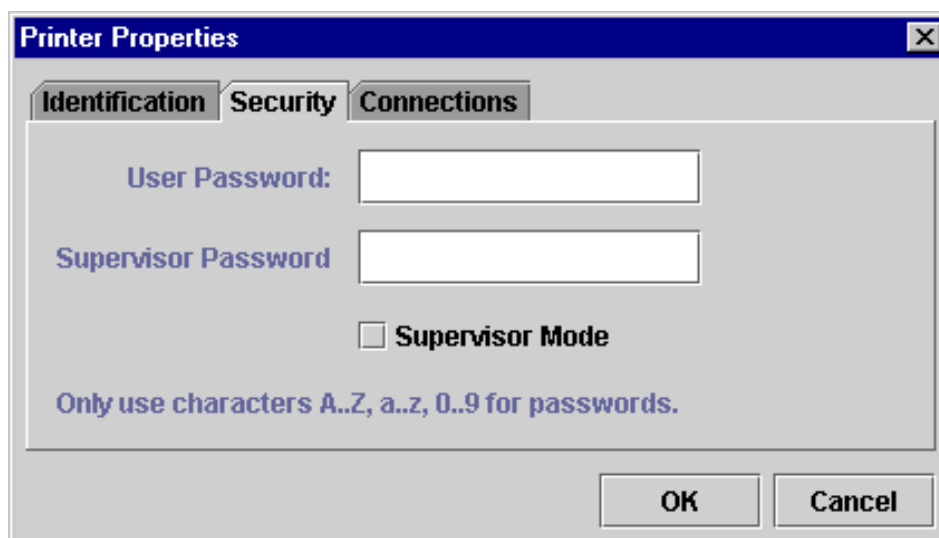 Printer Properties
Identification Security Connections
User Password:
Supervisor Password
Supervisor Mode
Only use characters A..Z, a..z, 0..9 for passwords.
OK Cancel